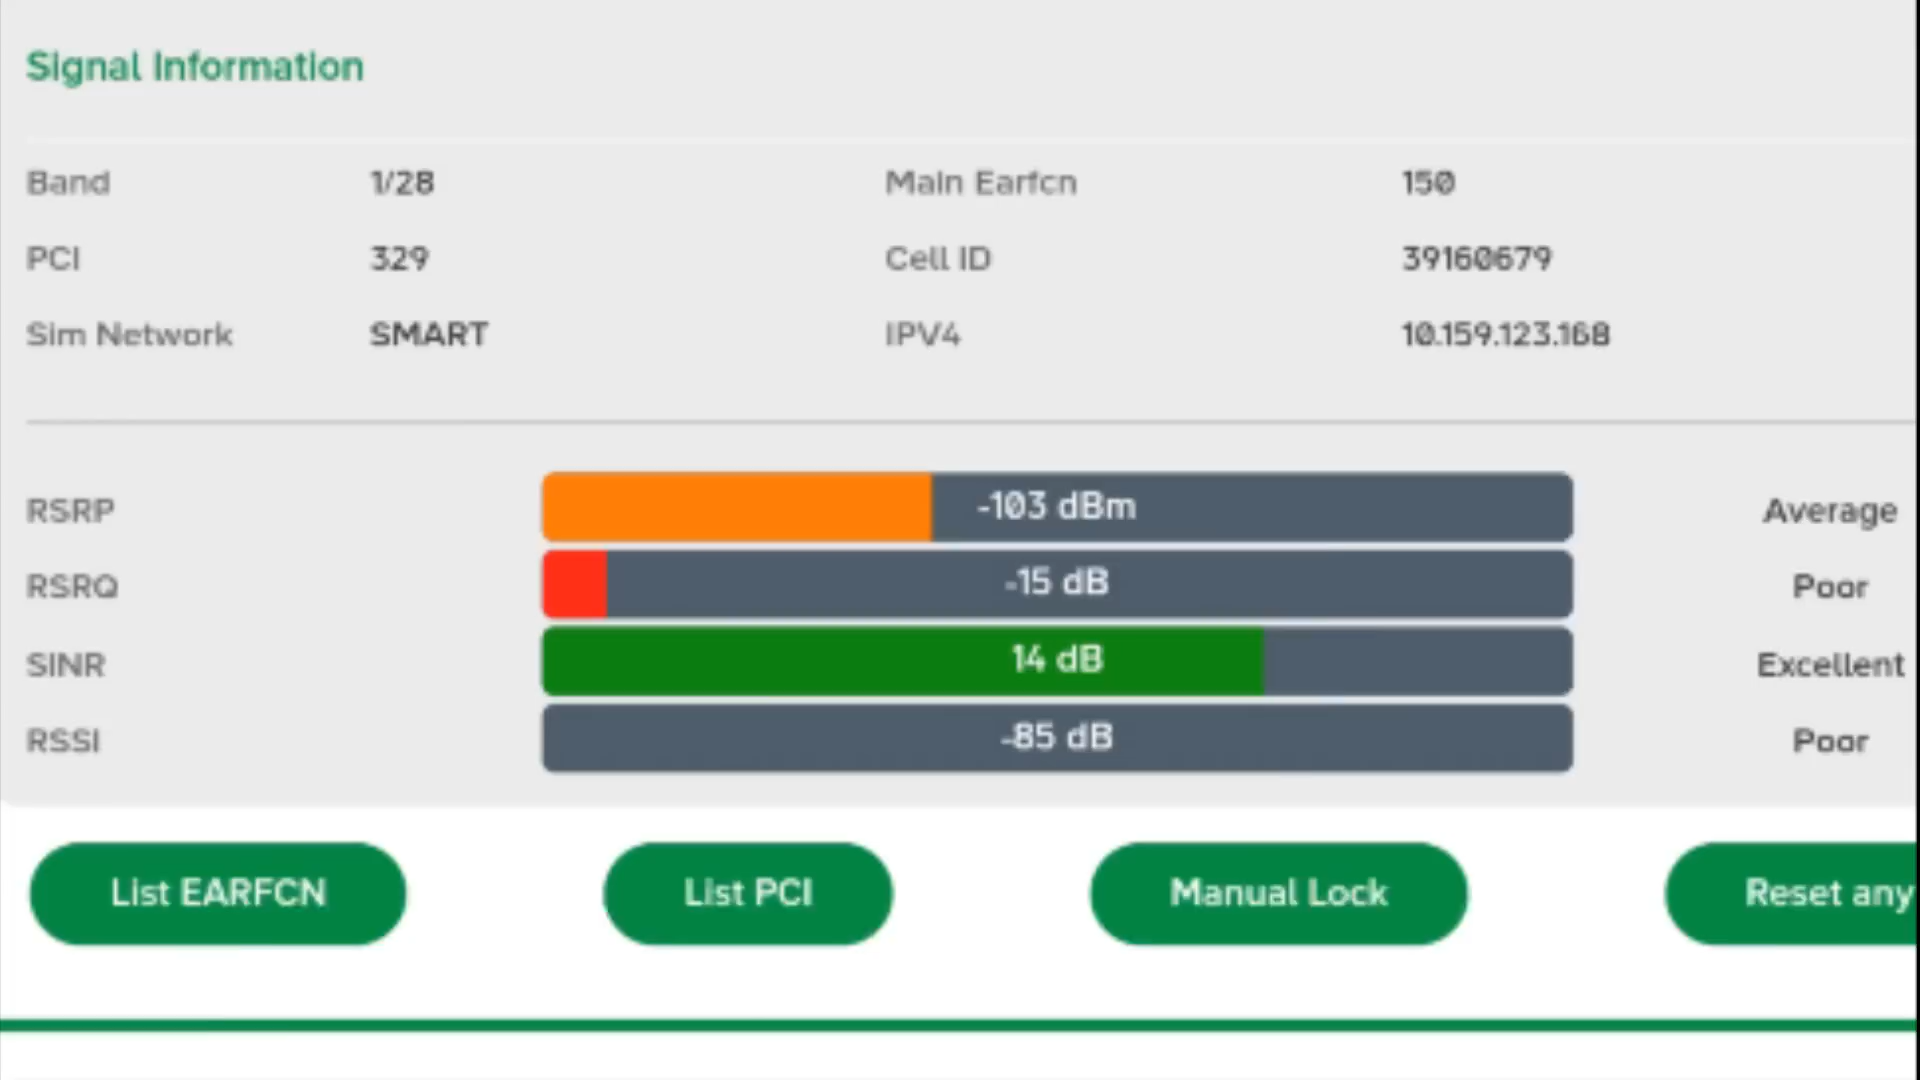 Signal Information
Band 1/28 Main Earfcn 150
PCI 329 Cell ID 39160679
Sim Network SMART IPV4 10.159.123.168
RSRP -103 dBm Average
RSRQ -15 dB Poor
SINR 14 dB Excellent
RSSI -85 dB Poor
List EARFCN List PCI Manual Lock Reset any